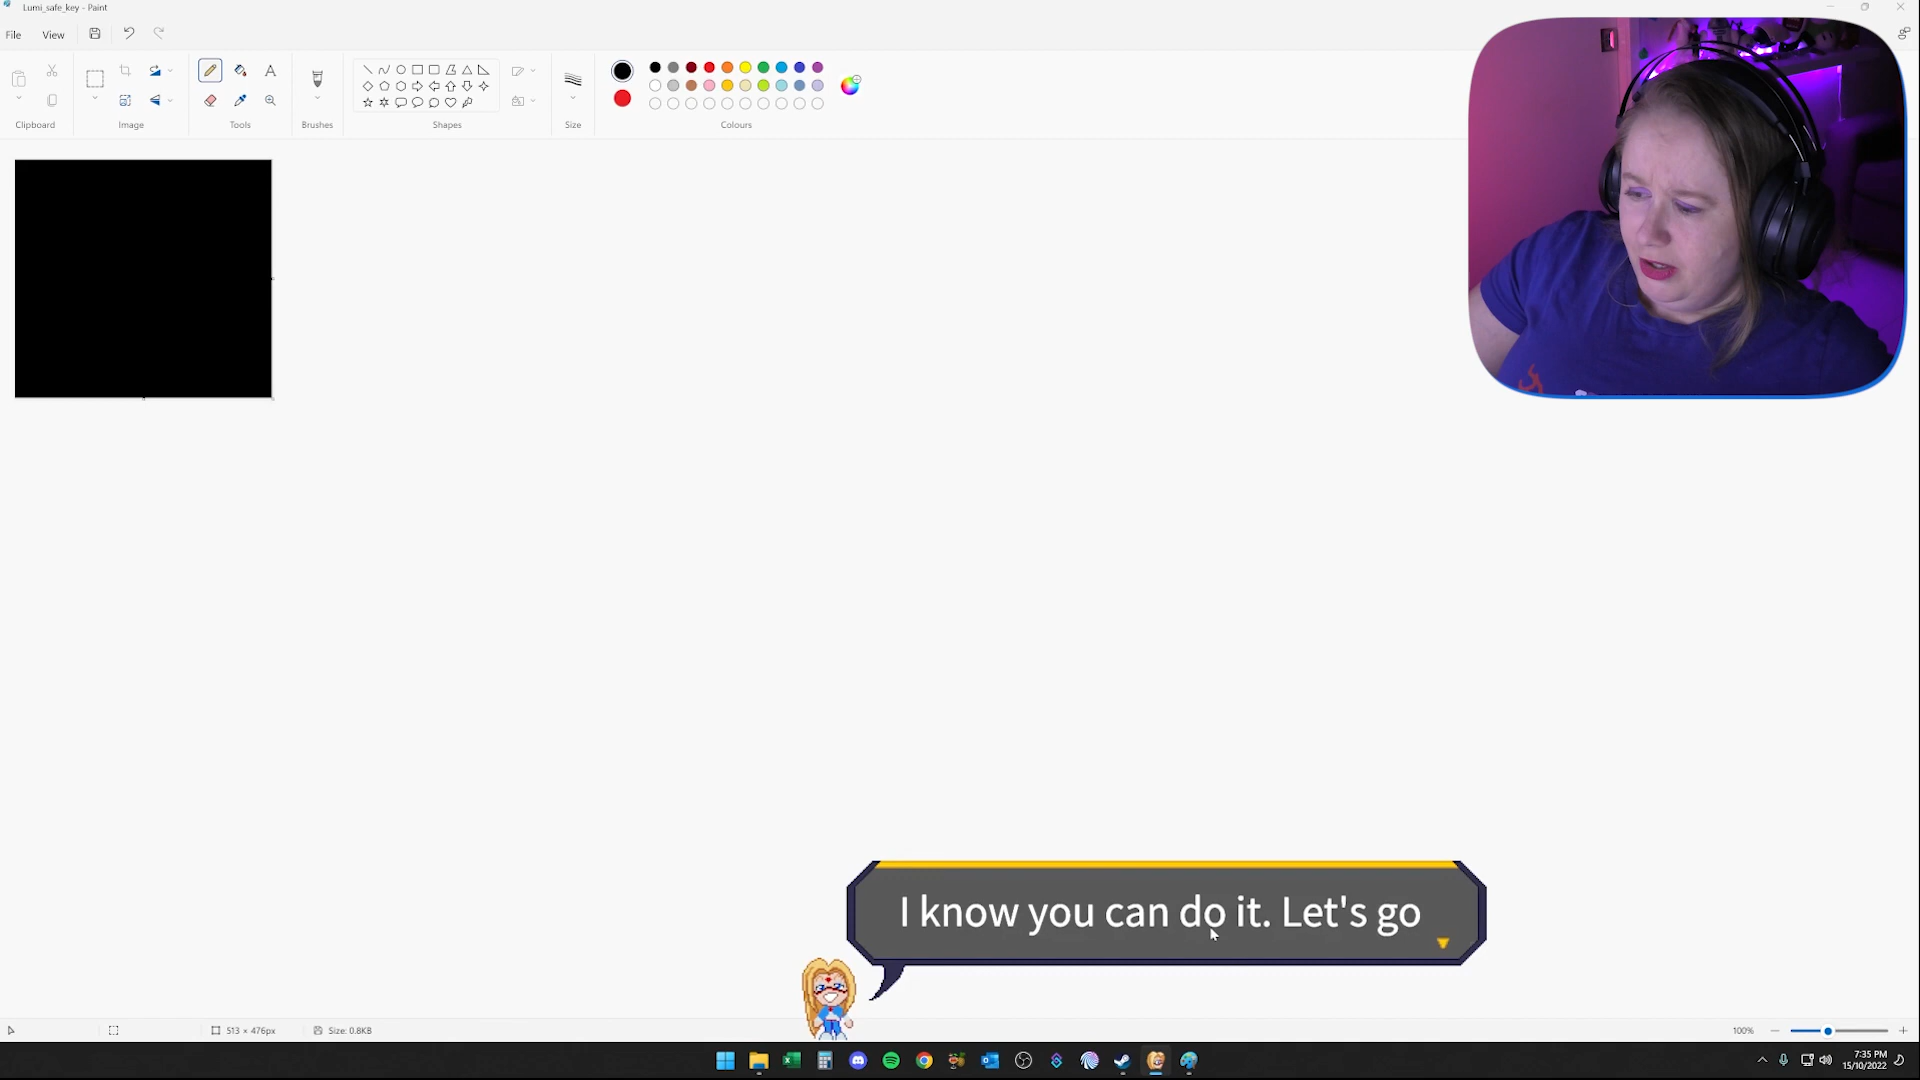 Lumi_safe_key - Paint
File View
Clipboard Image Tools Brushes Shapes Size Colours
I know you can do it. Let's go
513 × 476px Size: 0.8KB 100%
7:35 PM
15/10/2022